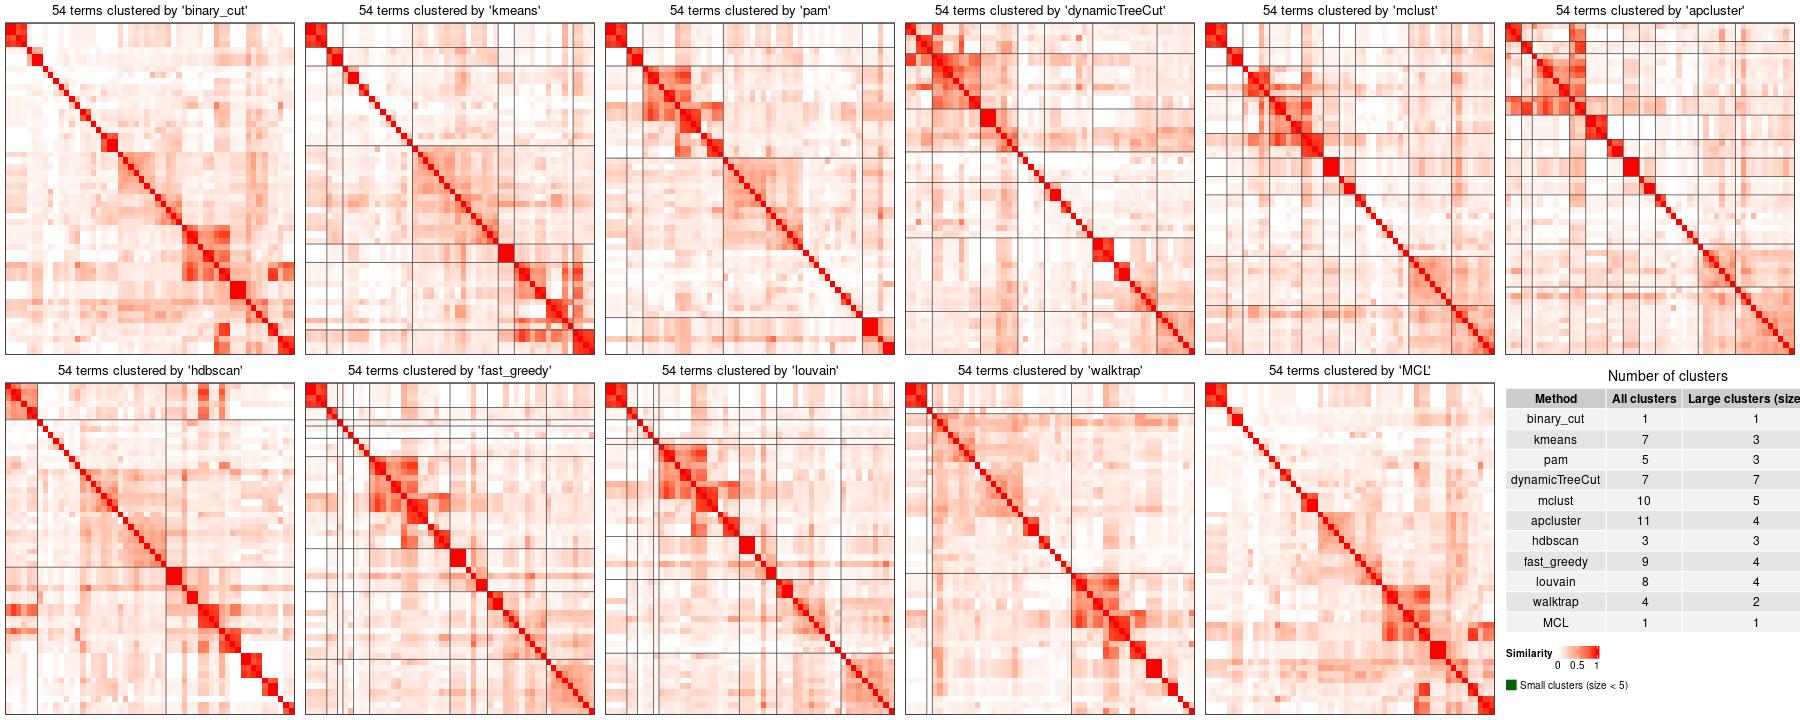 54 terms clustered by 'binary_cut'
54 terms clustered by 'kmeans'
54 terms clustered by 'pam'
54 terms clustered by 'dynamicTreeCut'
54 terms clustered by 'mclust'
54 terms clustered by 'apcluster'
54 terms clustered by 'hdbscan'
54 terms clustered by 'fast_greedy'
54 terms clustered by 'louvain'
54 terms clustered by 'walktrap'
54 terms clustered by 'MCL'
Number of clusters
Method All clusters Large clusters (size
binary_cut 1 1
kmeans 7 3
pam 5 3
dynamicTreeCut 7 7
mclust 10 5
apcluster 11 4
hdbscan 3 3
fast_greedy 9 4
louvain 8 4
walktrap 4 2
MCL 1 1
Similarity
0 0.5 1
Small clusters (size < 5)